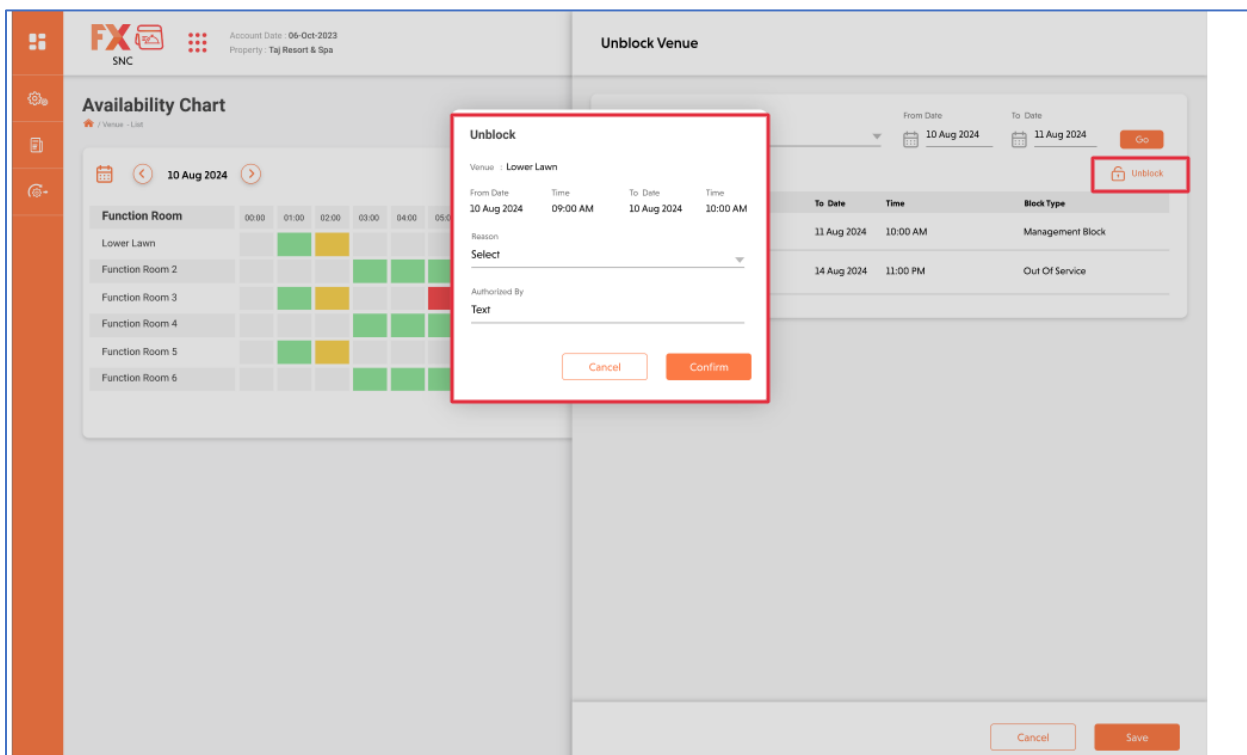 FX
SNC
Account Date : 06-Oct-2023
Property : Taj Resort & Spa
Unblock Venue
Availability Chart
/ Venue - List
10 Aug 2024
Function Room 00:00 01:00 02:00 03:00 04:00 05:0
Lower Lawn
Function Room 2
Function Room 3
Function Room 4
Function Room 5
Function Room 6
Unblock
Venue : Lower Lawn
From Date Time To Date Time
10 Aug 2024 09:00 AM 10 Aug 2024 10:00 AM
Reason
Select
Authorized By
Text
Cancel Confirm
From Date To Date
10 Aug 2024 11 Aug 2024 Go
Unblock
To Date Time Block Type
11 Aug 2024 10:00 AM Management Block
14 Aug 2024 11:00 PM Out Of Service
Cancel Save